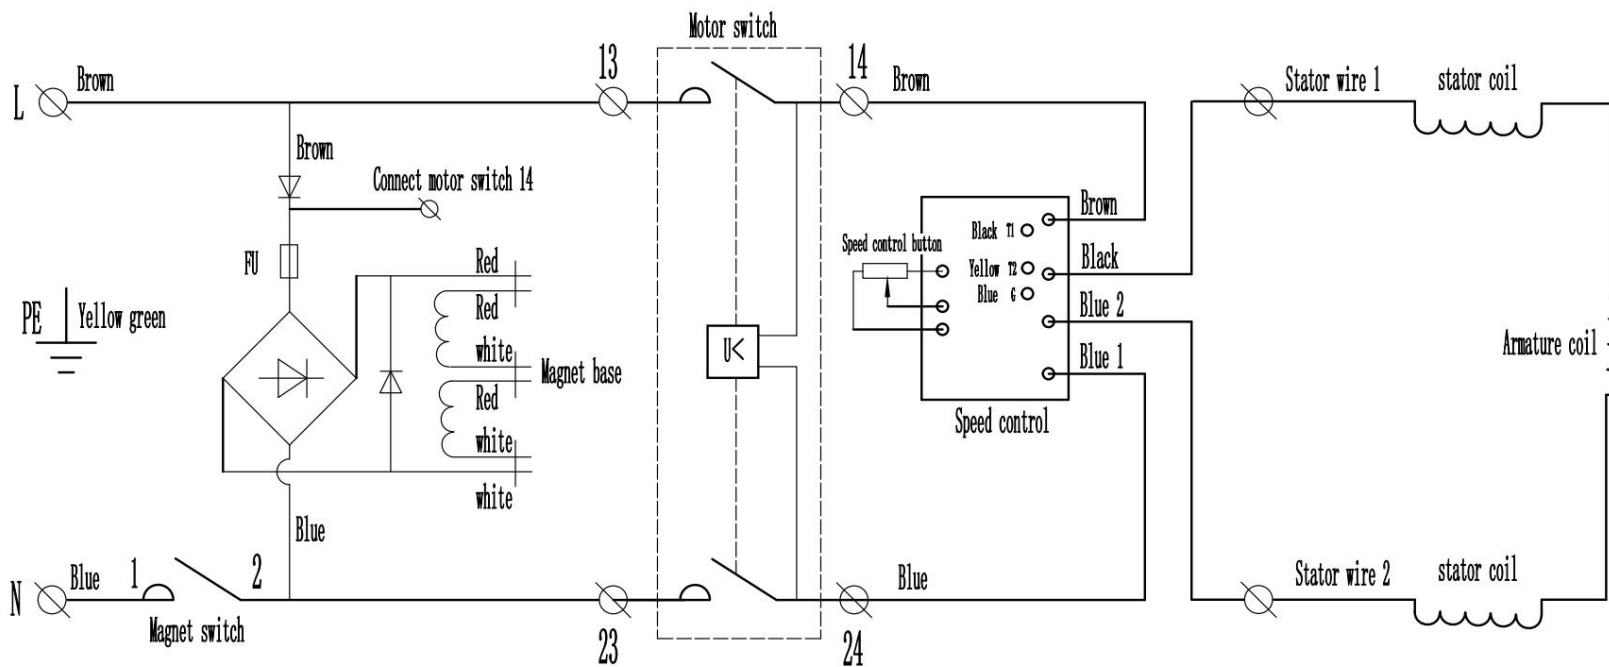 Motor switch
L
Brown
13
14
Brown
Stator wire 1
stator coil
Brown
Connect motor switch 14
Brown
Black T1
Speed control button
Black
Yellow T2
FU
Red
Blue G
PE
Yellow green
Red
Blue 2
white
U<
Armature coil
Magnet base
Blue 1
Red
Speed control
white
white
Blue
N
Blue
1
2
Blue
Stator wire 2
stator coil
Magnet switch
23
24